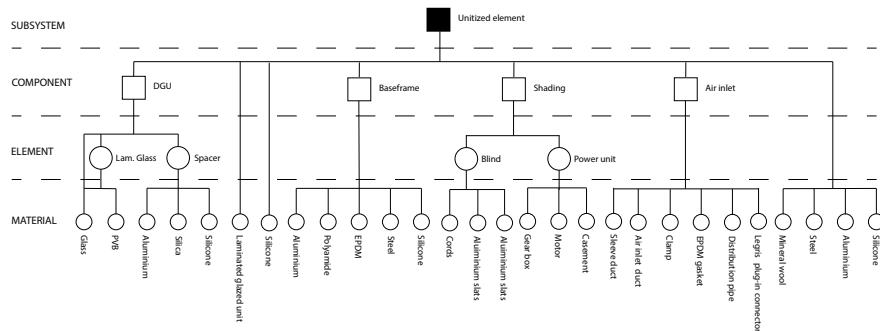 Unitized element
SUBSYSTEM
COMPONENT
DGU
Baseframe
Shading
Air inlet
ELEMENT
Lam. Glass
Spacer
Blind
Power unit
MATERIAL
Glass
PVB
Aluminium
Silica
Silicone
Laminated glazed unit
Silicone
Aluminium
Polyamide
EPDM
Steel
Silicone
Cords
Aluiminium slats
Aluiminium slats
Gear box
Motor
Casement
Sleeve duct
Air inlet duct
Clamp
EPDM gasket
Distribution pipe
Legris plug-in connector
Mineral wool
Steel
Aluminium
Silicone